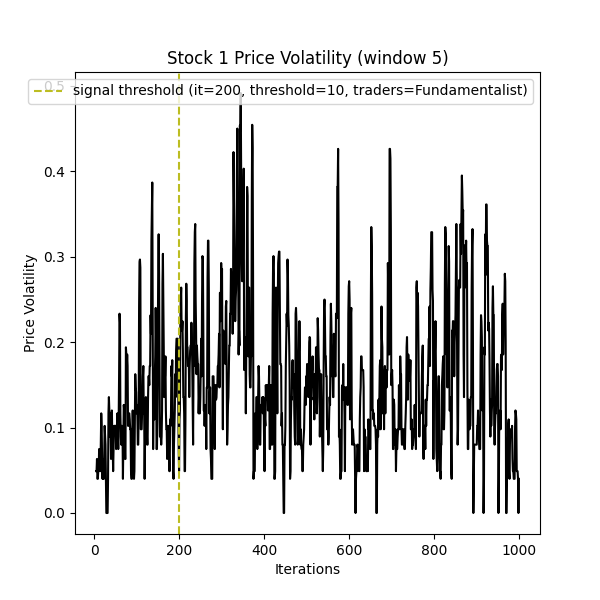 Stock 1 Price Volatility (window 5)
signal threshold (it=200, threshold=10, traders=Fundamentalist)
0.5
0.4
0.3
0.2
0.1
0.0
Price Volatility
0 200 400 600 800 1000
Iterations